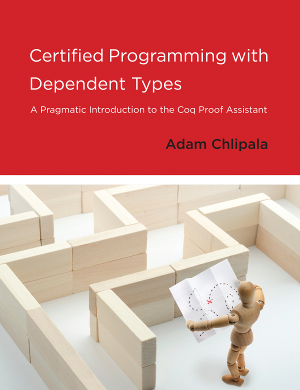 Certified Programming with
Dependent Types
A Pragmatic Introduction to the Coq Proof Assistant
Adam Chlipala